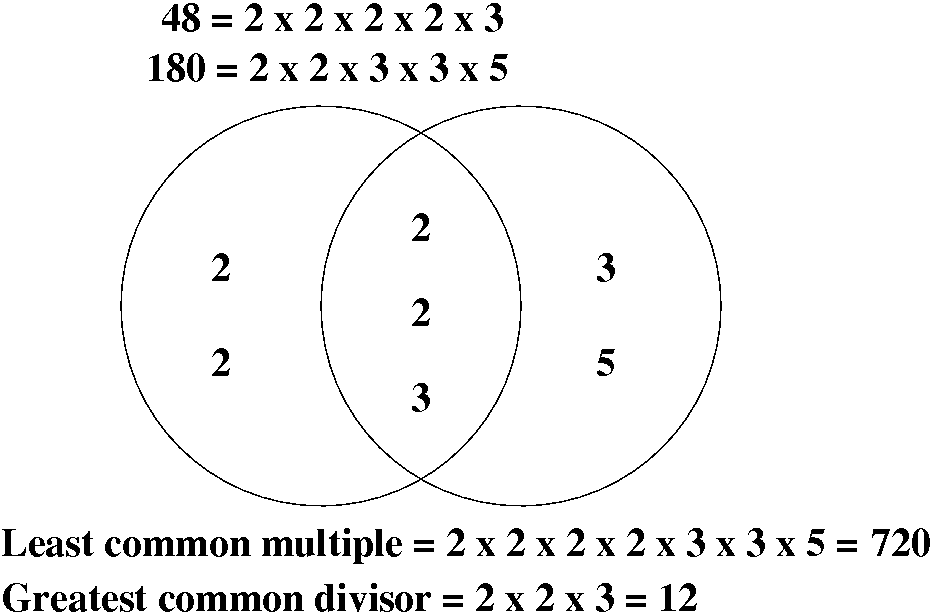 48 = 2 x 2 x 2 x 2 x 3
180 = 2 x 2 x 3 x 3 x 5
2
2 3
2
2 5
3
Least common multiple = 2 x 2 x 2 x 2 x 3 x 3 x 5 = 720
Greatest common divisor = 2 x 2 x 3 = 12